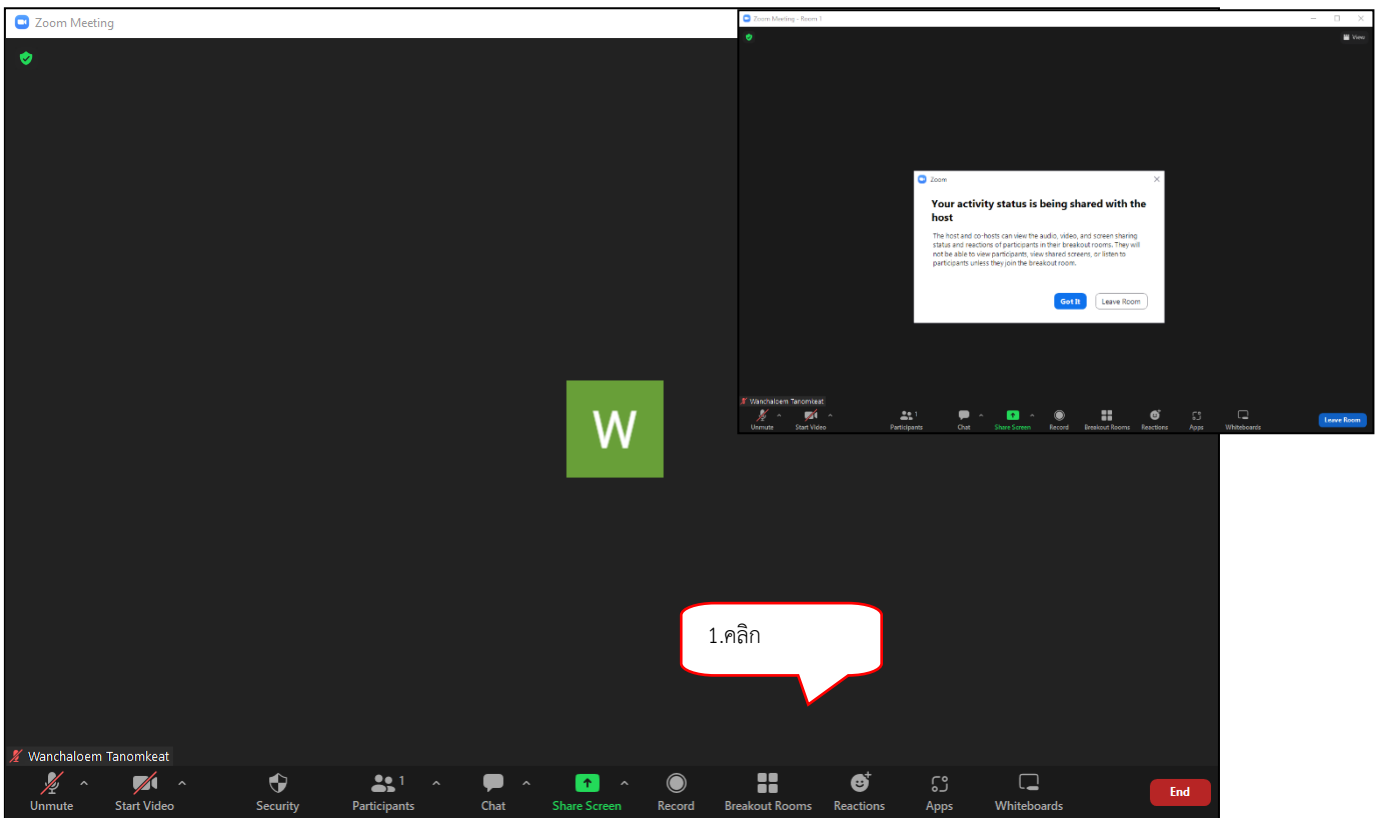 Zoom Meeting
W
1.คลิก
Wanchaloem Tanomkeat
Unmute
Start Video
Security
1
Participants
Chat
Share Screen
Record
Breakout Rooms
Reactions
Apps
Whiteboards
End
Zoom Meeting - Room 1
View
Zoom
Your activity status is being shared with the
host
The host and co-hosts can view the audio, video, and screen sharing
status and reactions of participants in their breakout rooms. They will
not be able to view participants, view shared screens, or listen to
participants unless they join the breakout room.
Got It
Leave Room
Wanchaloem Tanomkeat
Unmute
Start Video
1
Participants
Chat
Share Screen
Record
Breakout Rooms
Reactions
Apps
Whiteboards
Leave Room